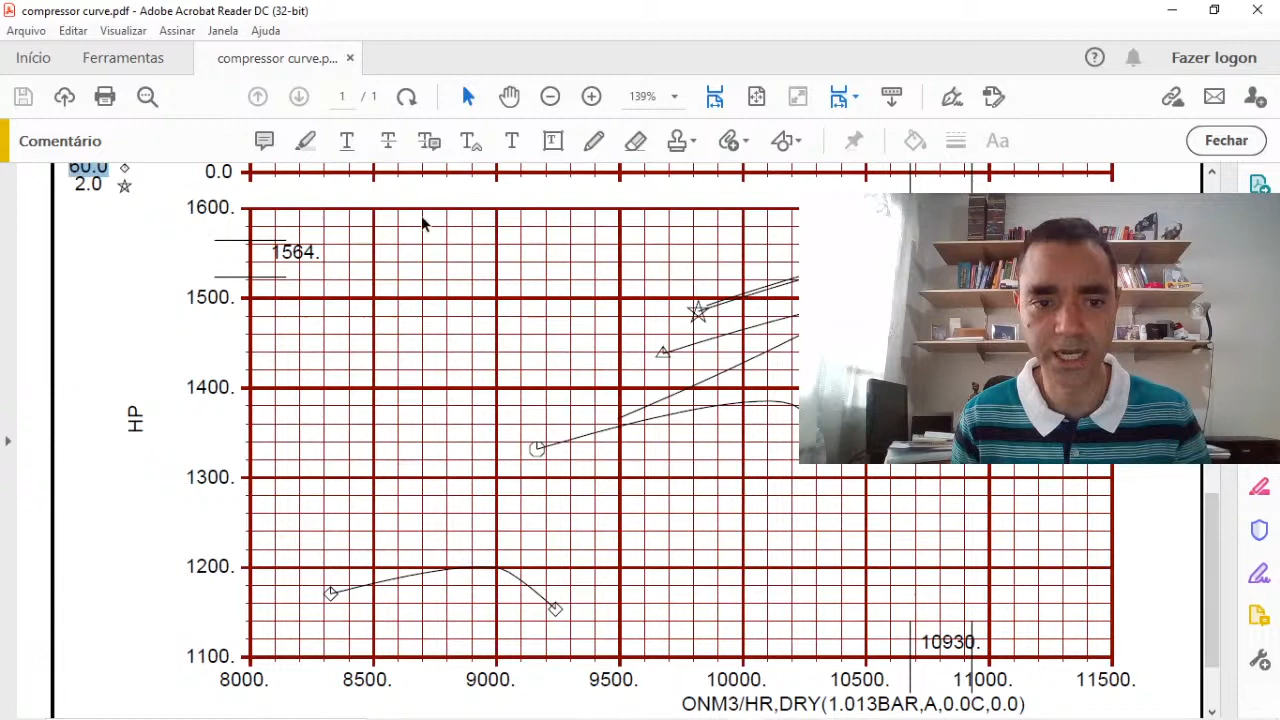 compressor curve.pdf - Adobe Acrobat Reader DC (32-bit)
Arquivo Editar Visualizar Assinar Janela Ajuda
Início Ferramentas compressor curve.p... × Fazer logon
1 / 1 139%
Comentário Fechar
60.0 0.0
2.0
1600.
1564.
1500.
1400.
HP
1300.
1200.
10930.
1100.
8000. 8500. 9000. 9500. 10000. 10500. 11000. 11500.
ONM3/HR,DRY(1.013BAR,A,0.0C,0.0)